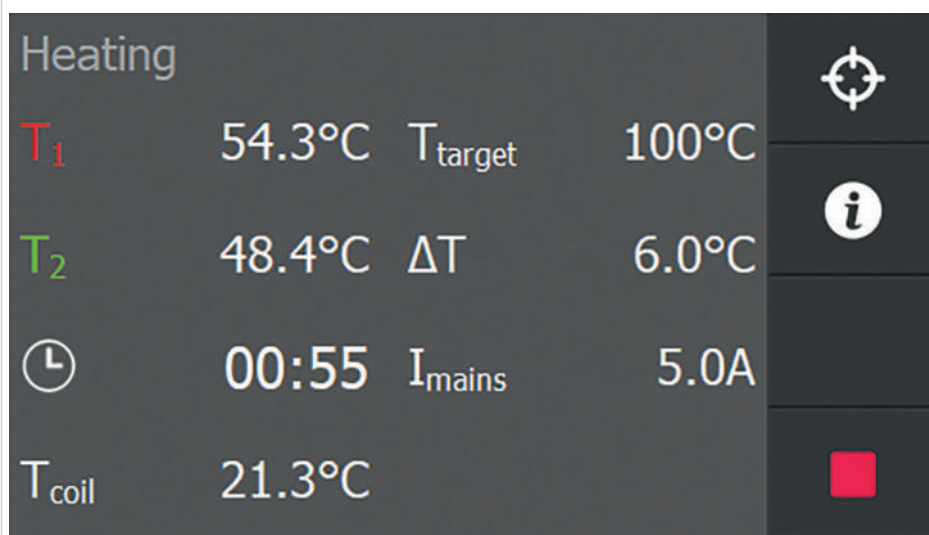 Heating
T1 54.3°C Ttarget 100°C
T2 48.4°C ΔT 6.0°C
00:55 Imains 5.0A
Tcoil 21.3°C